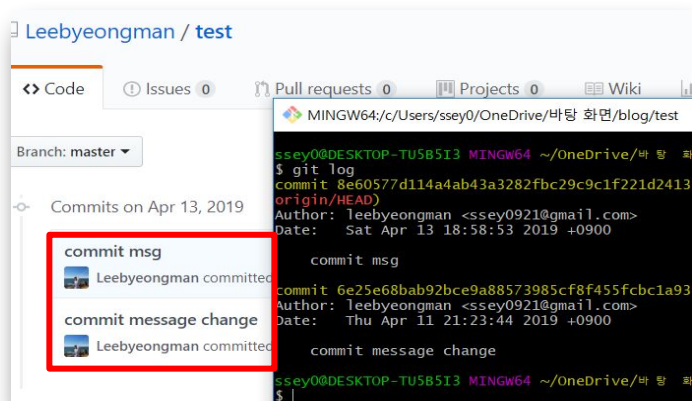 Leebyeongman / test
Code
Issues 0
Pull requests 0
Projects 0
Wiki
Branch: master
Commits on Apr 13, 2019
commit msg
Leebyeongman committed
commit message change
Leebyeongman committed
MINGW64:/c/Users/ssey0/OneDrive/바탕 화면/blog/test
ssey0@DESKTOP-TU5B5I3 MINGW64 ~/OneDrive/바탕 화
$ git log
commit 8e60577d114a4ab43a3282fbc29c9c1f221d2413
origin/HEAD)
Author: leebyeongman <ssey0921@gmail.com>
Date: Sat Apr 13 18:58:53 2019 +0900
commit msg
commit 6e25e68bab92bce9a88573985cf8f455fcbc1a93
Author: leebyeongman <ssey0921@gmail.com>
Date: Thu Apr 11 21:23:44 2019 +0900
commit message change
ssey0@DESKTOP-TU5B5I3 MINGW64 ~/OneDrive/바탕 화
$